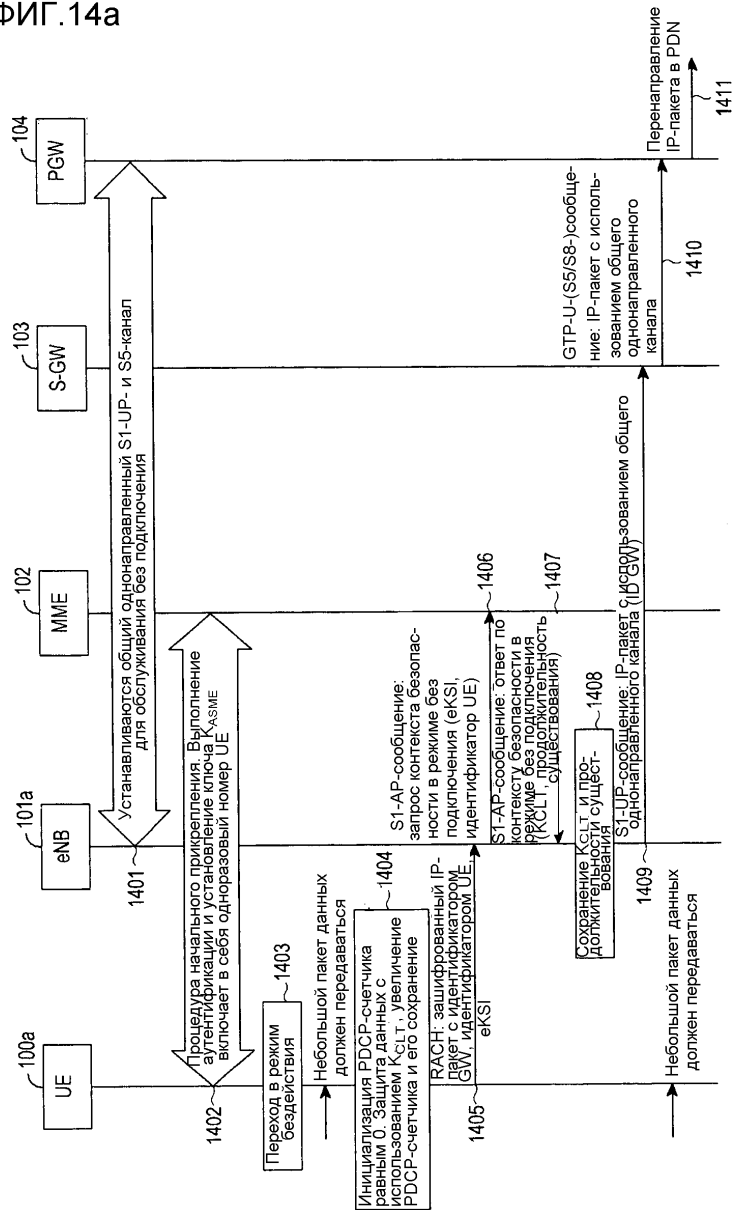 ФИГ.14а
100a
UE
101a
eNB
102
MME
103
S-GW
104
PGW
Устанавливаются общий однонаправленный S1-UP- и S5-канал
для обслуживания без подключения
1401
Процедура начального прикрепления. Выполнение
аутентификации и установление ключа KASME
включает в себя одноразовый номер UE
1402
Переход в режим
бездействия
1403
Небольшой пакет данных
должен передаваться
Инициализация PDCP-счетчика
равным 0. Защита данных с
использованием KCLT, увеличение
PDCP-счетчика и его сохранение
1404
RACH: зашифрованный IP-
пакет с идентификатором
GW, идентификатором UE,
eKSI
1405
S1-AP-сообщение:
запрос контекста безопас-
ности в режиме без
подключения (eKSI,
идентификатор UE)
1406
S1-AP-сообщение: ответ по
контексту безопасности в
режиме без подключения
(KCLT, продолжительность
существования)
1407
Сохранение KCLT и про-
должительности сущест-
вования
1408
S1-UP-сообщение: IP-пакет с использованием общего
однонаправленного канала (ID GW)
1409
GTP-U-(S5/S8-)сообще-
ние: IP-пакет с исполь-
зованием общего
однонаправленного
канала
1410
Перенаправление
IP-пакета в PDN
1411
Небольшой пакет данных
должен передаваться